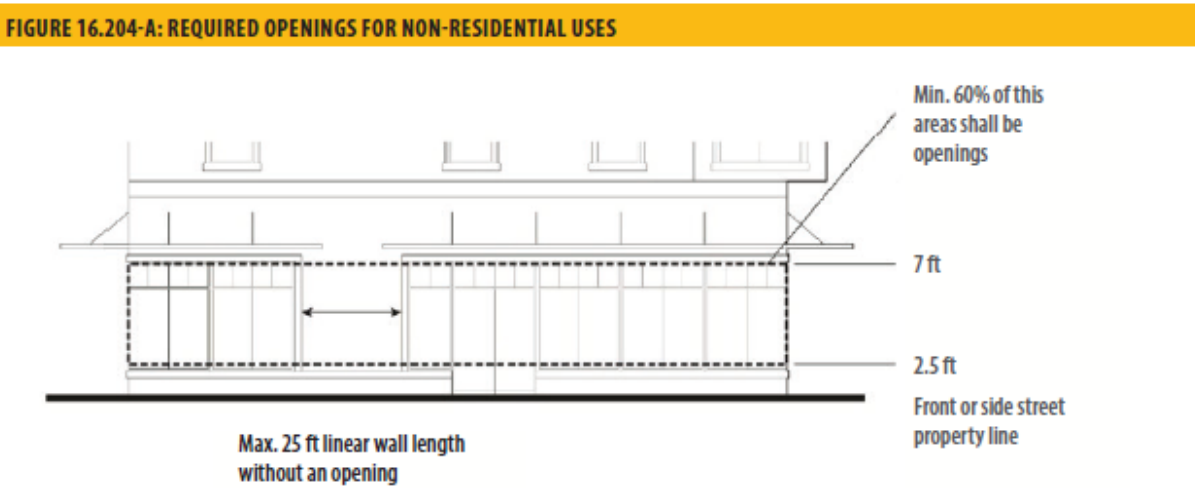 FIGURE 16.204-A: REQUIRED OPENINGS FOR NON-RESIDENTIAL USES
Min. 60% of this
areas shall be
openings
7 ft
2.5 ft
Front or side street
property line
Max. 25 ft linear wall length
without an opening